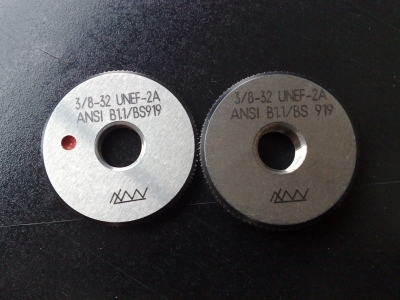 3/8-32 UNEF-2A
ANSI B1.1/BS919
3/8-32 UNEF-2A
ANSI B1.1/BS 919